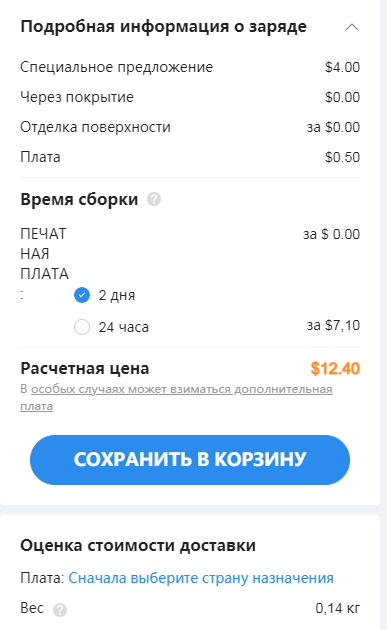 Подробная информация о заряде
Специальное предложение $4.00
Через покрытие $0.00
Отделка поверхности за $0.00
Плата $0.50
Время сборки ?
ПЕЧАТ за $ 0.00
НАЯ
ПЛАТА
:
2 дня
24 часа за $7,10
Расчетная цена $12.40
В особых случаях может взиматься дополнительная
плата
СОХРАНИТЬ В КОРЗИНУ
Оценка стоимости доставки
Плата: Сначала выберите страну назначения
Вес ? 0,14 кг